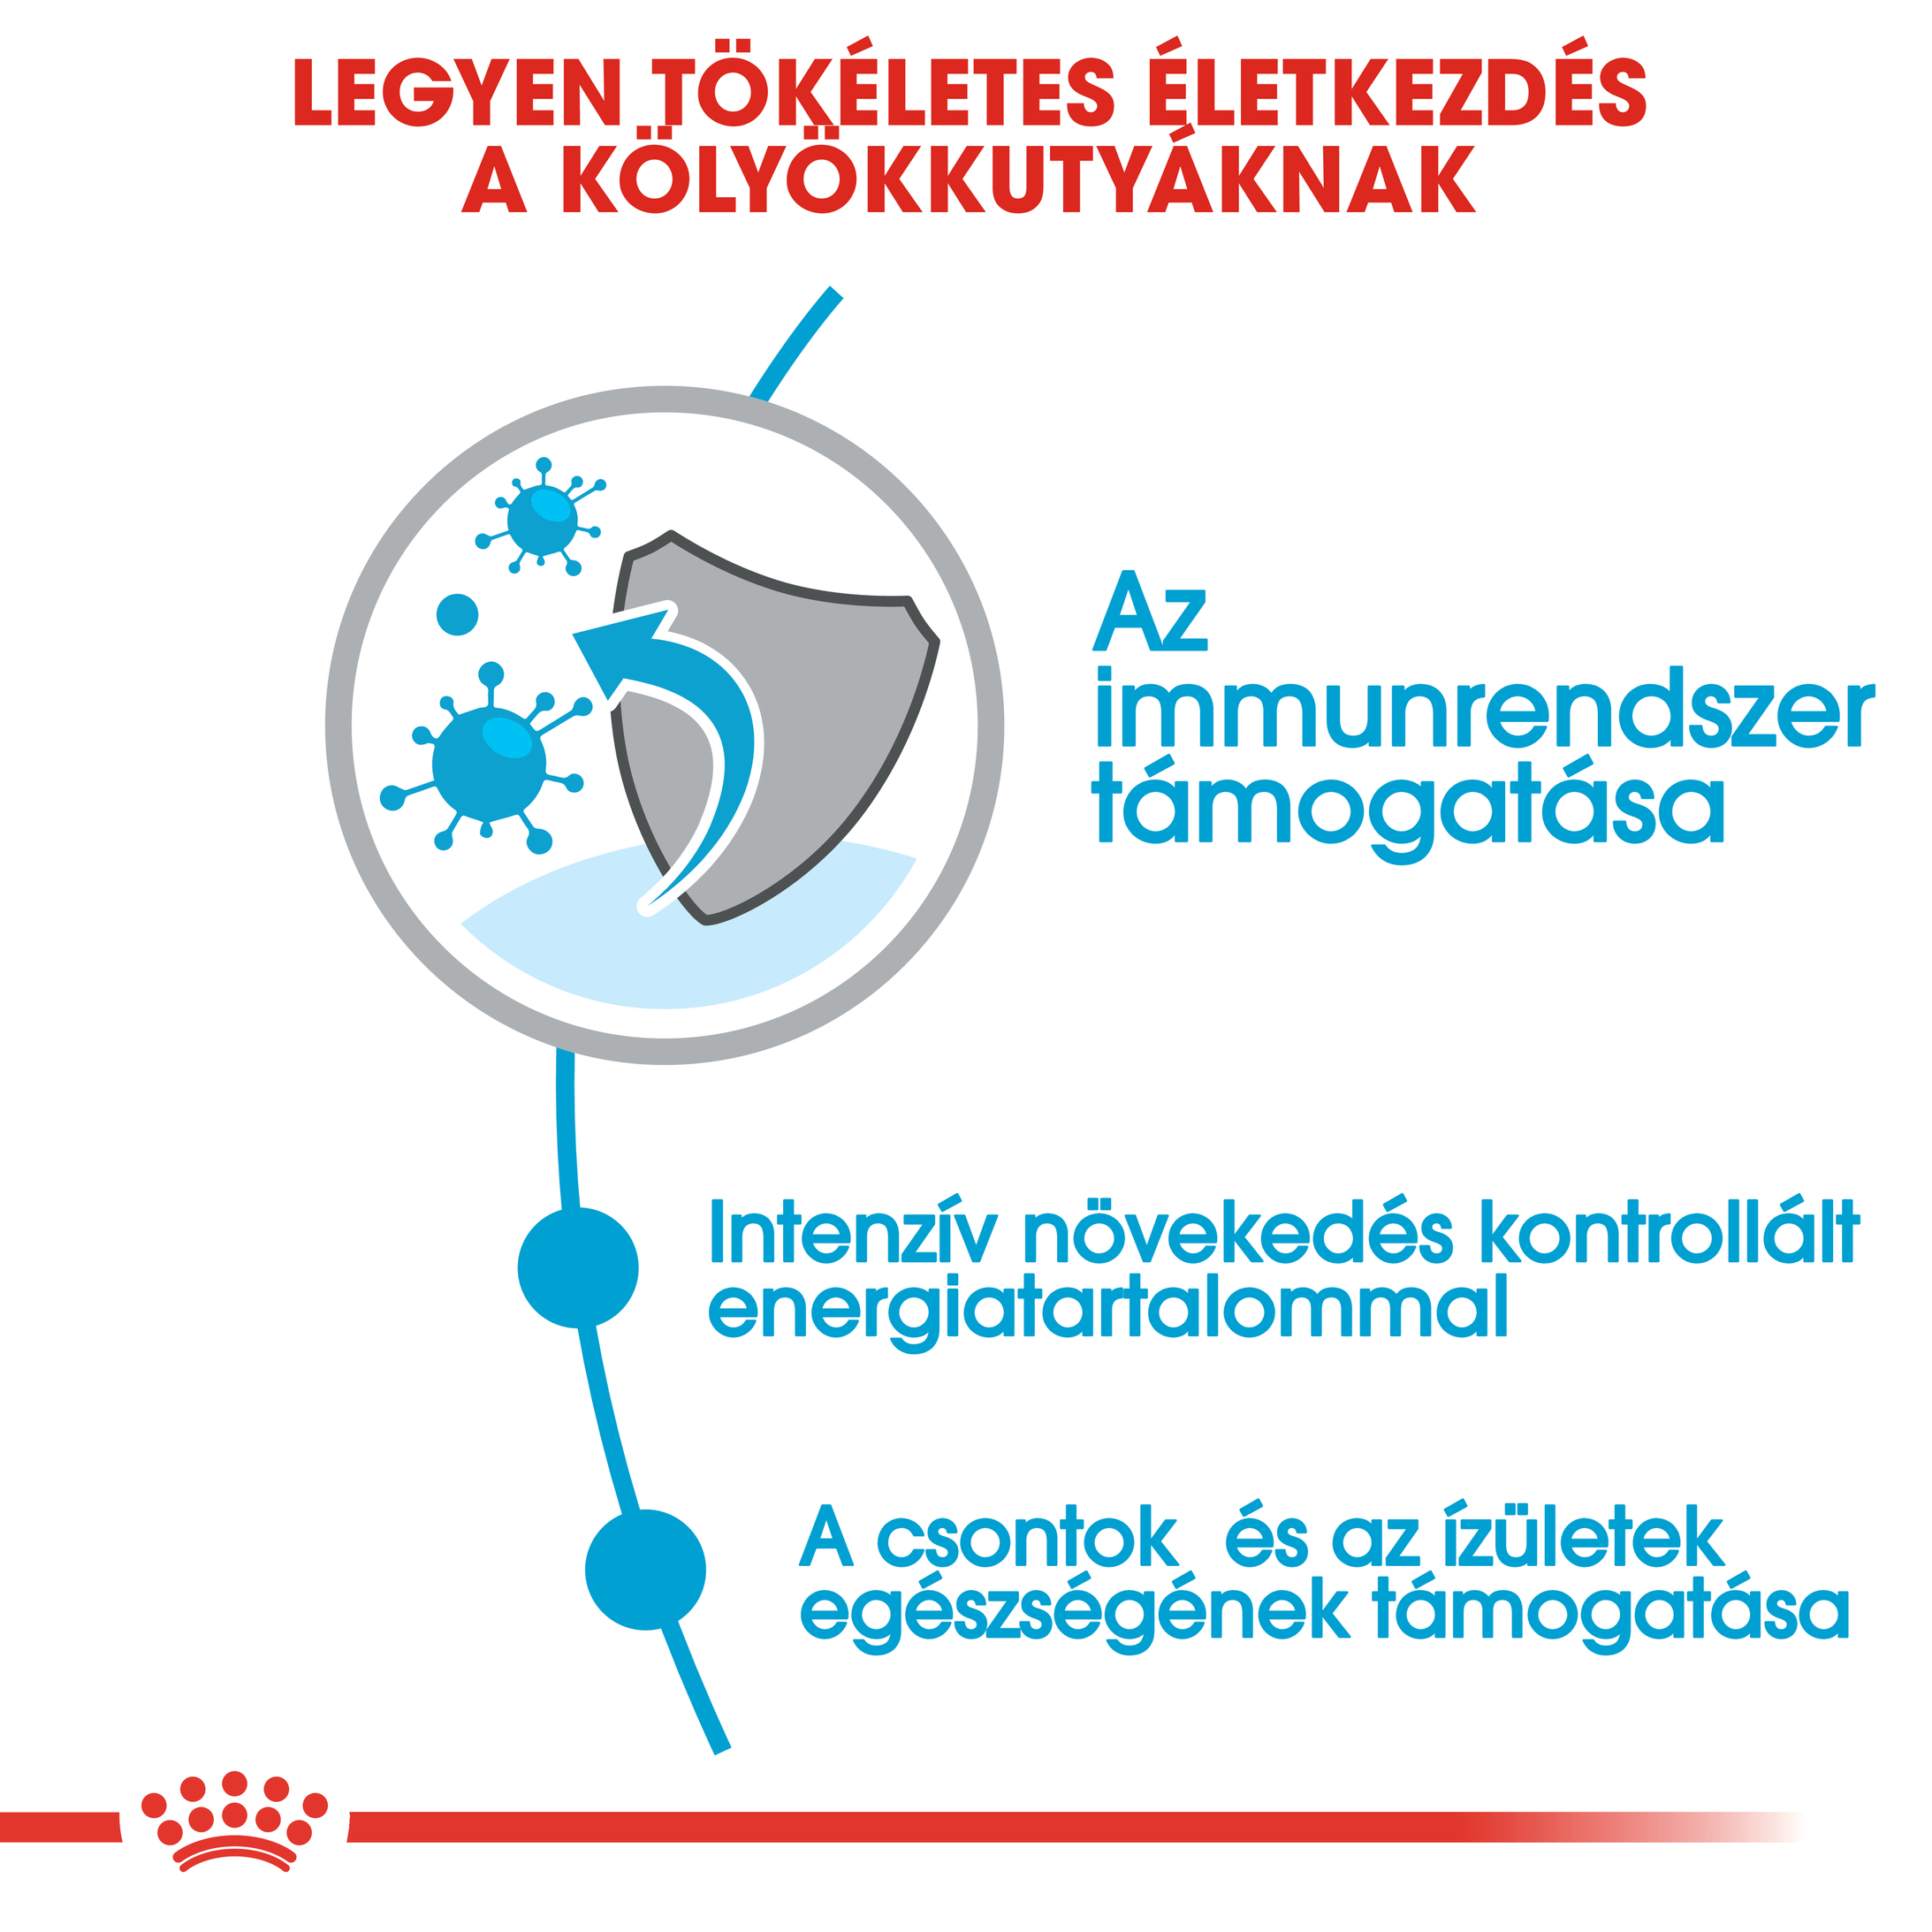 LEGYEN TÖKÉLETES ÉLETKEZDÉS
A KÖLYÖKKUTYÁKNAK
Az
immunrendszer
támogatása
Intenzív növekedés kontrollált
energiatartalommal
A csontok és az ízületek
egészségének támogatása